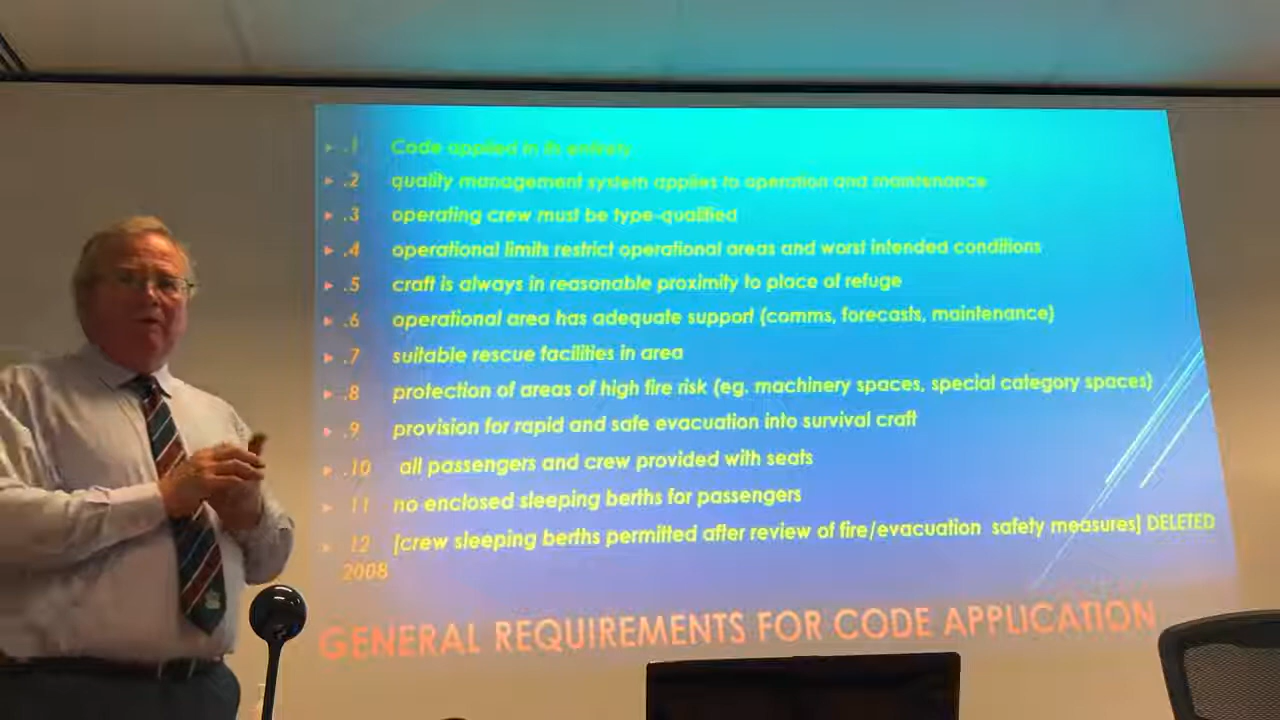 .1 Code applied in its entirety
.2 quality management system applies to operation and maintenance
.3 operating crew must be type-qualified
.4 operational limits restrict operational areas and worst intended conditions
.5 craft is always in reasonable proximity to place of refuge
.6 operational area has adequate support (comms, forecasts, maintenance)
.7 suitable rescue facilities in area
.8 protection of areas of high fire risk (eg. machinery spaces, special category spaces)
.9 provision for rapid and safe evacuation into survival craft
.10 all passengers and crew provided with seats
.11 no enclosed sleeping berths for passengers
.12 [crew sleeping berths permitted after review of fire/evacuation safety measures] DELETED
2008
GENERAL REQUIREMENTS FOR CODE APPLICATION